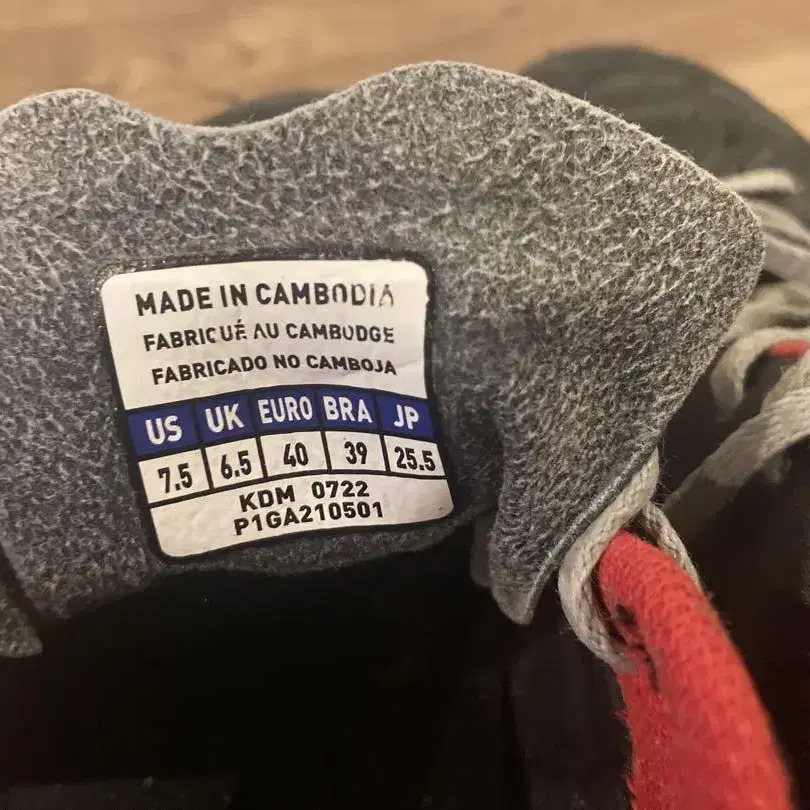 MADE IN CAMBODIA
FABRIQUÉ AU CAMBODGE
FABRICADO NO CAMBOJA
US UK EURO BRA JP
7.5 6.5 40 39 25.5
KDM 0722
P1GA210501